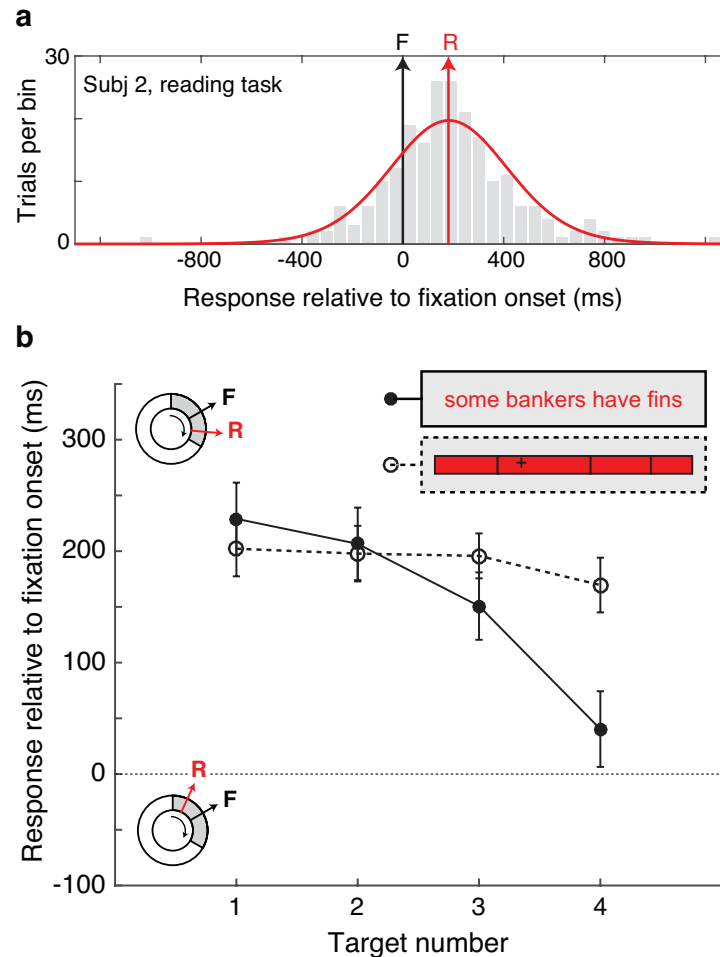 a
F R
30
Subj 2, reading task
Trials per bin
0
-800 -400 0 400 800
Response relative to fixation onset (ms)
b
F
R
some bankers have fins
+
300
200
100
0
-100
Response relative to fixation onset (ms)
R
F
1 2 3 4
Target number